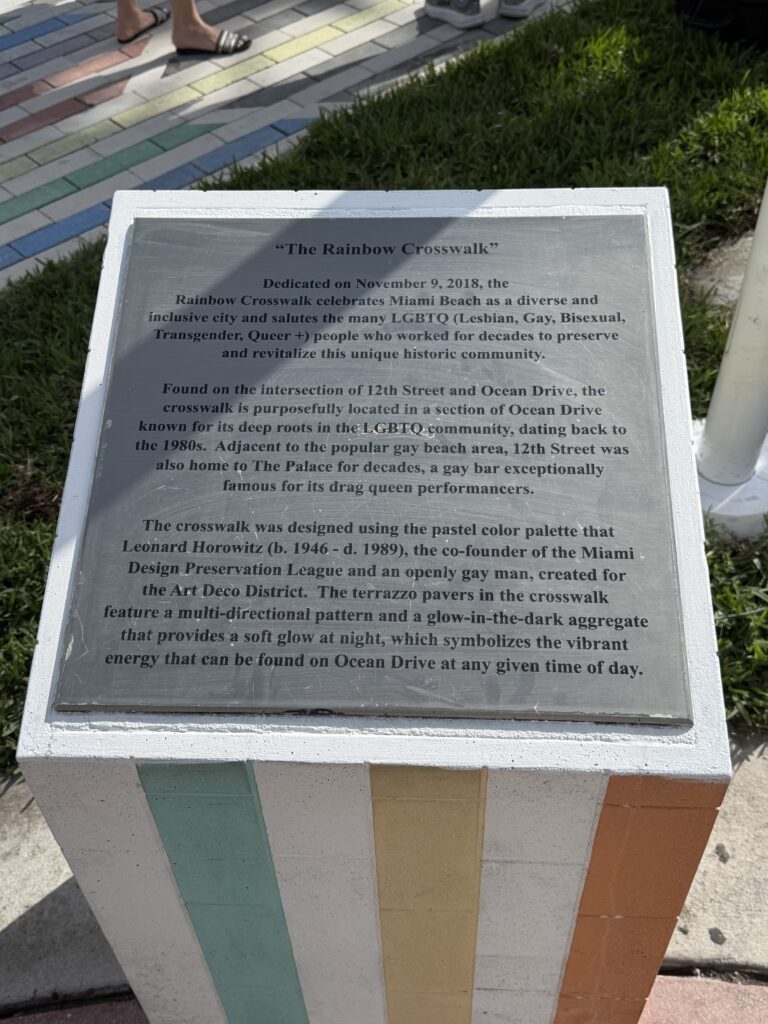 “The Rainbow Crosswalk”
Dedicated on November 9, 2018, the
Rainbow Crosswalk celebrates Miami Beach as a diverse and
inclusive city and salutes the many LGBTQ (Lesbian, Gay, Bisexual,
Transgender, Queer +) people who worked for decades to preserve
and revitalize this unique historic community.
Found on the intersection of 12th Street and Ocean Drive, the
crosswalk is purposefully located in a section of Ocean Drive
known for its deep roots in the LGBTQ community, dating back to
the 1980s. Adjacent to the popular gay beach area, 12th Street was
also home to The Palace for decades, a gay bar exceptionally
famous for its drag queen performancers.
The crosswalk was designed using the pastel color palette that
Leonard Horowitz (b. 1946 - d. 1989), the co-founder of the Miami
Design Preservation League and an openly gay man, created for
the Art Deco District. The terrazzo pavers in the crosswalk
feature a multi-directional pattern and a glow-in-the-dark aggregate
that provides a soft glow at night, which symbolizes the vibrant
energy that can be found on Ocean Drive at any given time of day.